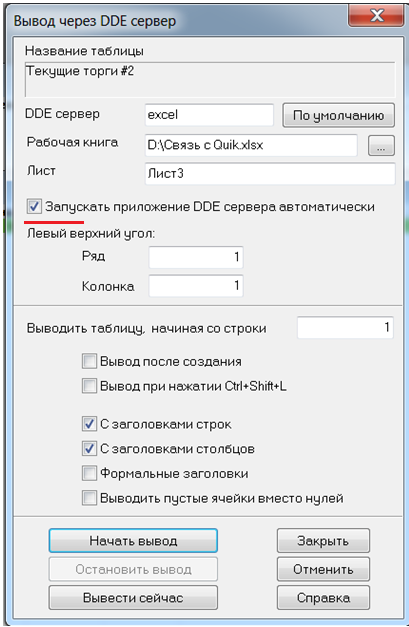 Вывод через DDE сервер
Название таблицы
Текущие торги #2
DDE сервер excel По умолчанию
Рабочая книга D:\Связь с Quik.xlsx ...
Лист Лист3
Запускать приложение DDE сервера автоматически
Левый верхний угол:
Ряд 1
Колонка 1
Выводить таблицу, начиная со строки 1
Вывод после создания
Вывод при нажатии Ctrl+Shift+L
С заголовками строк
С заголовками столбцов
Формальные заголовки
Выводить пустые ячейки вместо нулей
Начать вывод Закрыть
Остановить вывод Отменить
Вывести сейчас Справка